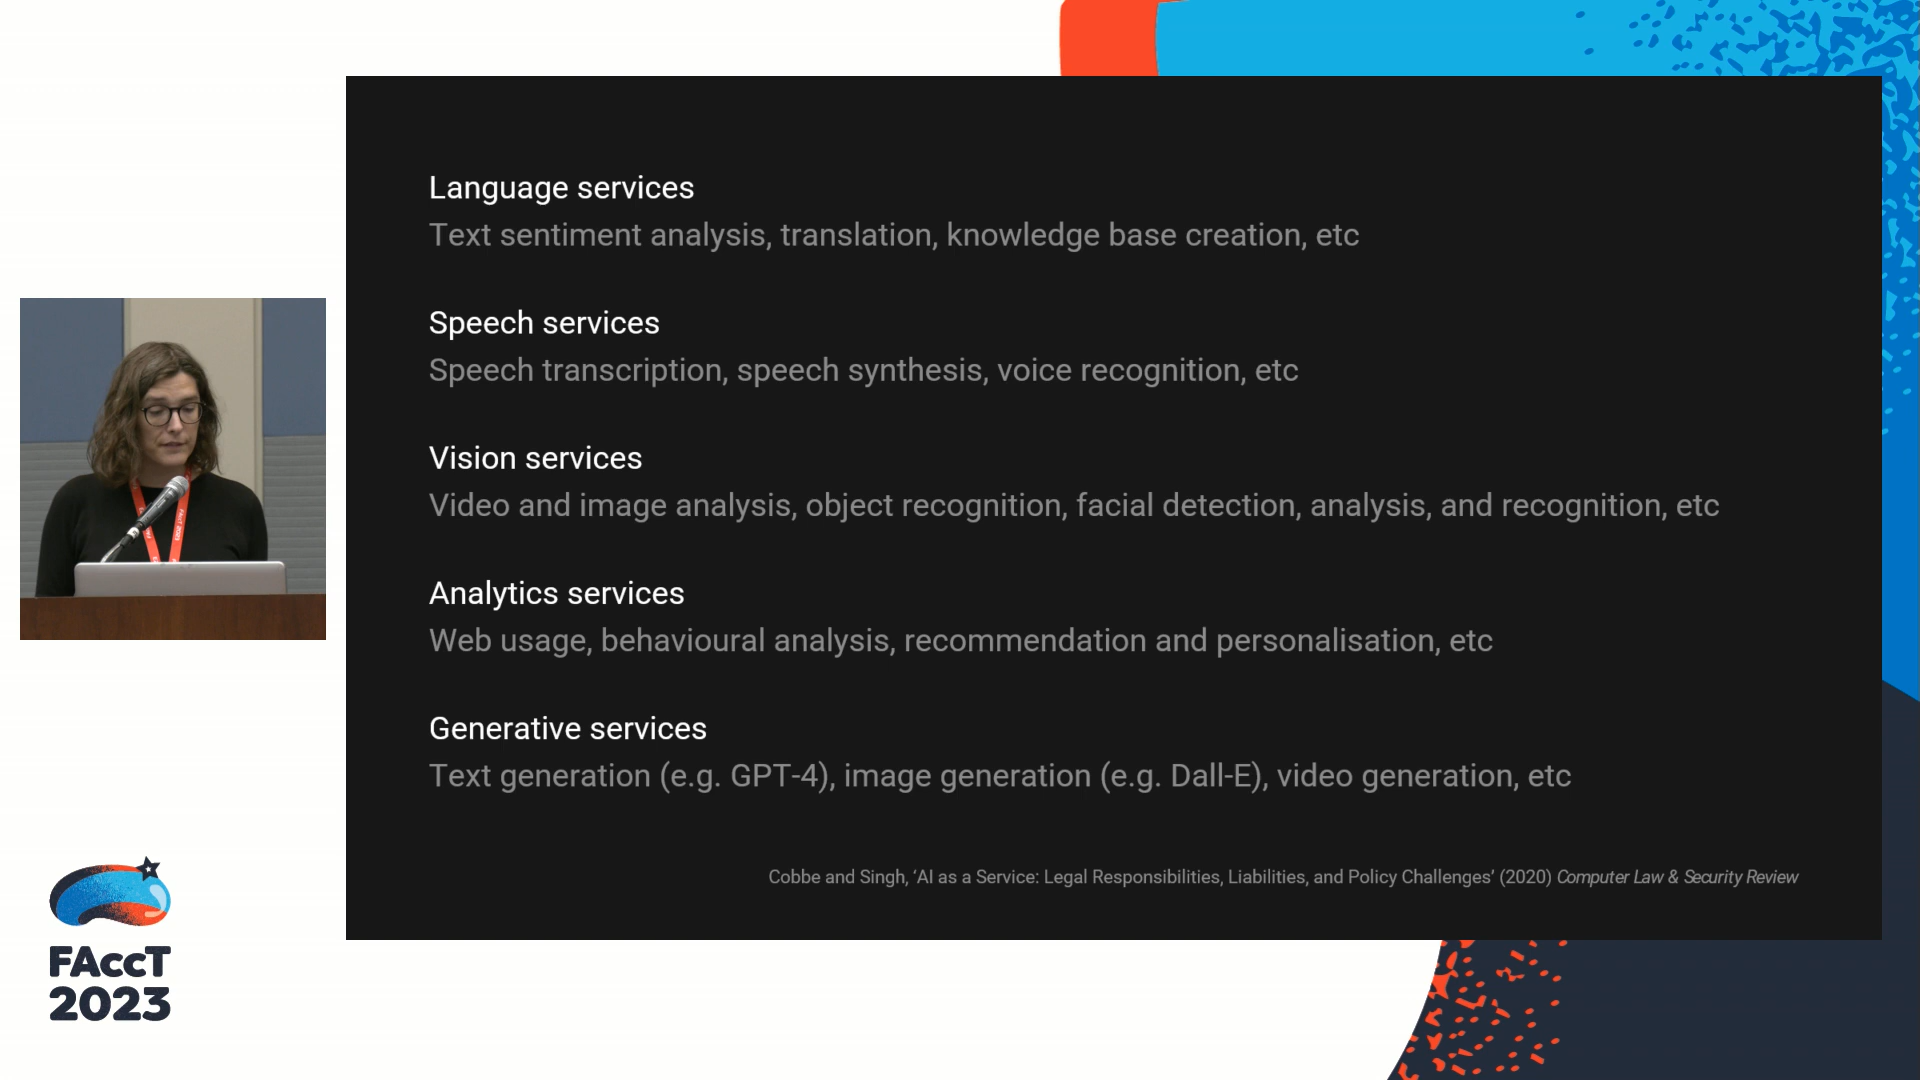 Language services
Text sentiment analysis, translation, knowledge base creation, etc
Speech services
Speech transcription, speech synthesis, voice recognition, etc
Vision services
Video and image analysis, object recognition, facial detection, analysis, and recognition, etc
Analytics services
Web usage, behavioural analysis, recommendation and personalisation, etc
Generative services
Text generation (e.g. GPT-4), image generation (e.g. Dall-E), video generation, etc
Cobbe and Singh, ‘AI as a Service: Legal Responsibilities, Liabilities, and Policy Challenges’ (2020) Computer Law & Security Review
FAccT 2023
FAccT
2023